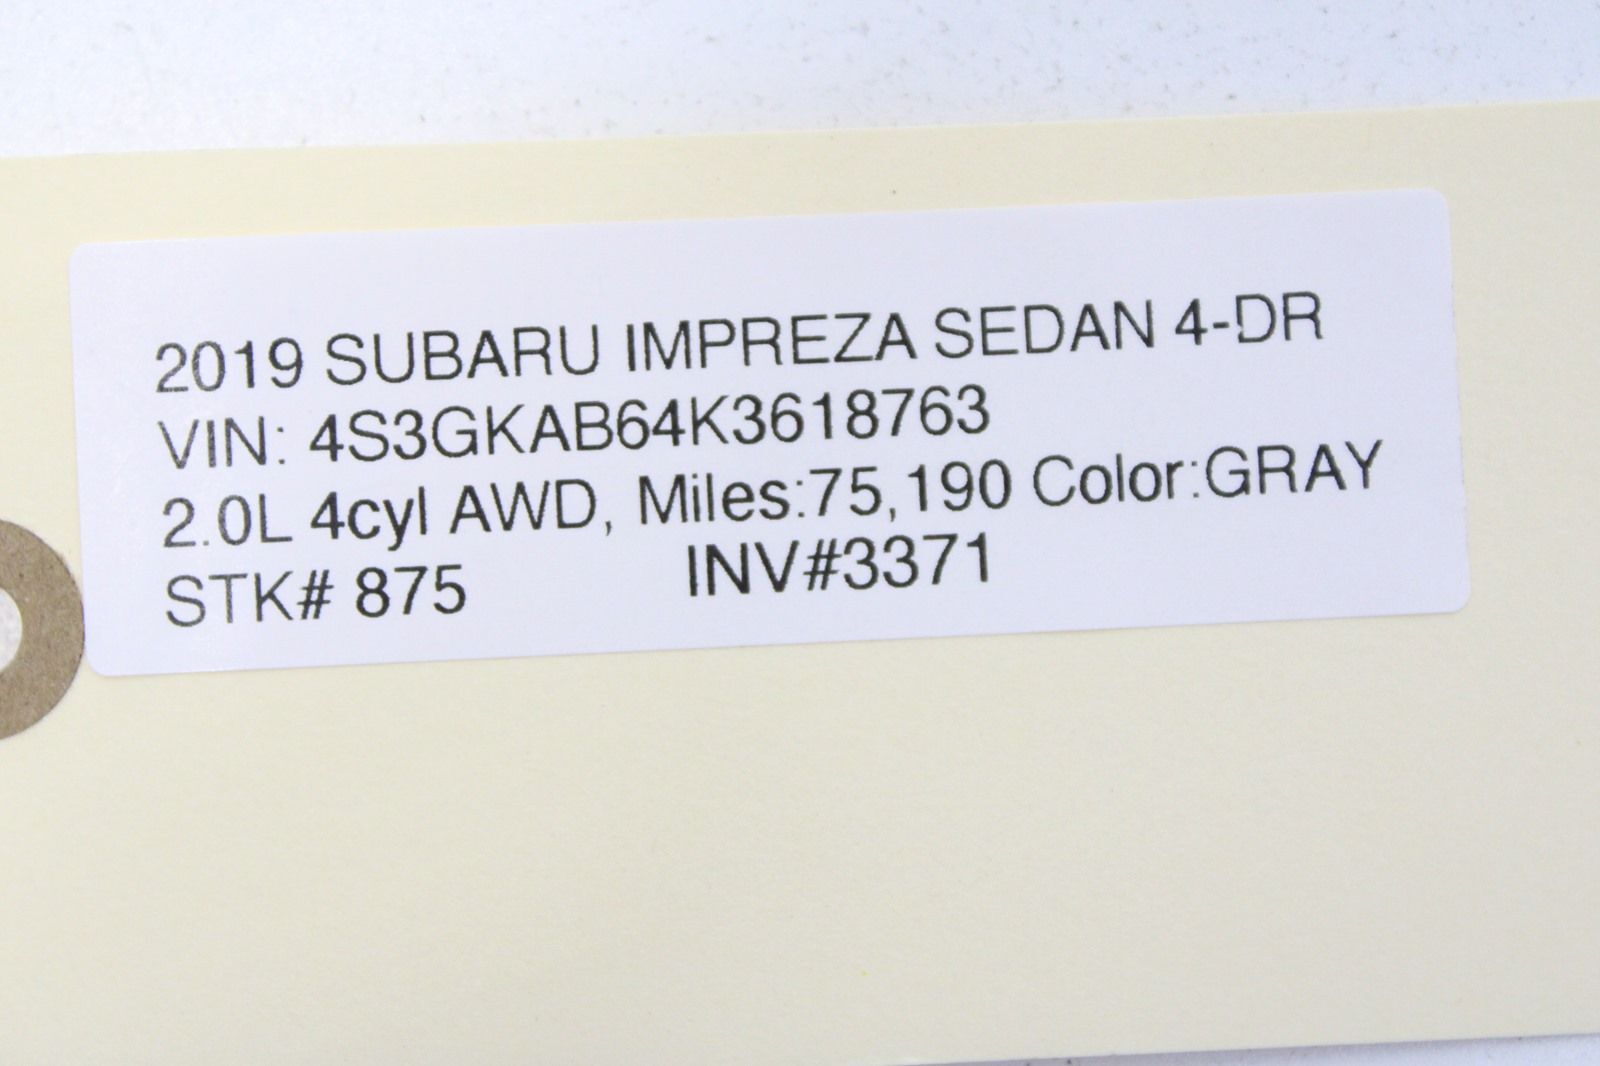 2019 SUBARU IMPREZA SEDAN 4-DR
VIN: 4S3GKAB64K3618763
2.0L 4cyl AWD, Miles:75,190 Color:GRAY
STK# 875 INV#3371